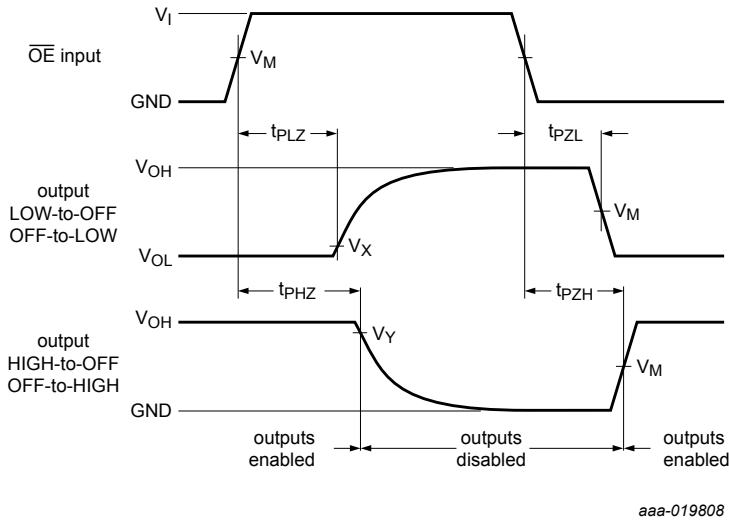 V_I
O̅E̅ input
V_M
GND
t_PLZ
t_PZL
V_OH
output
LOW-to-OFF
OFF-to-LOW
V_M
V_X
V_OL
t_PHZ
t_PZH
V_OH
output
HIGH-to-OFF
OFF-to-HIGH
V_Y
V_M
GND
outputs
enabled
outputs
disabled
outputs
enabled
aaa-019808